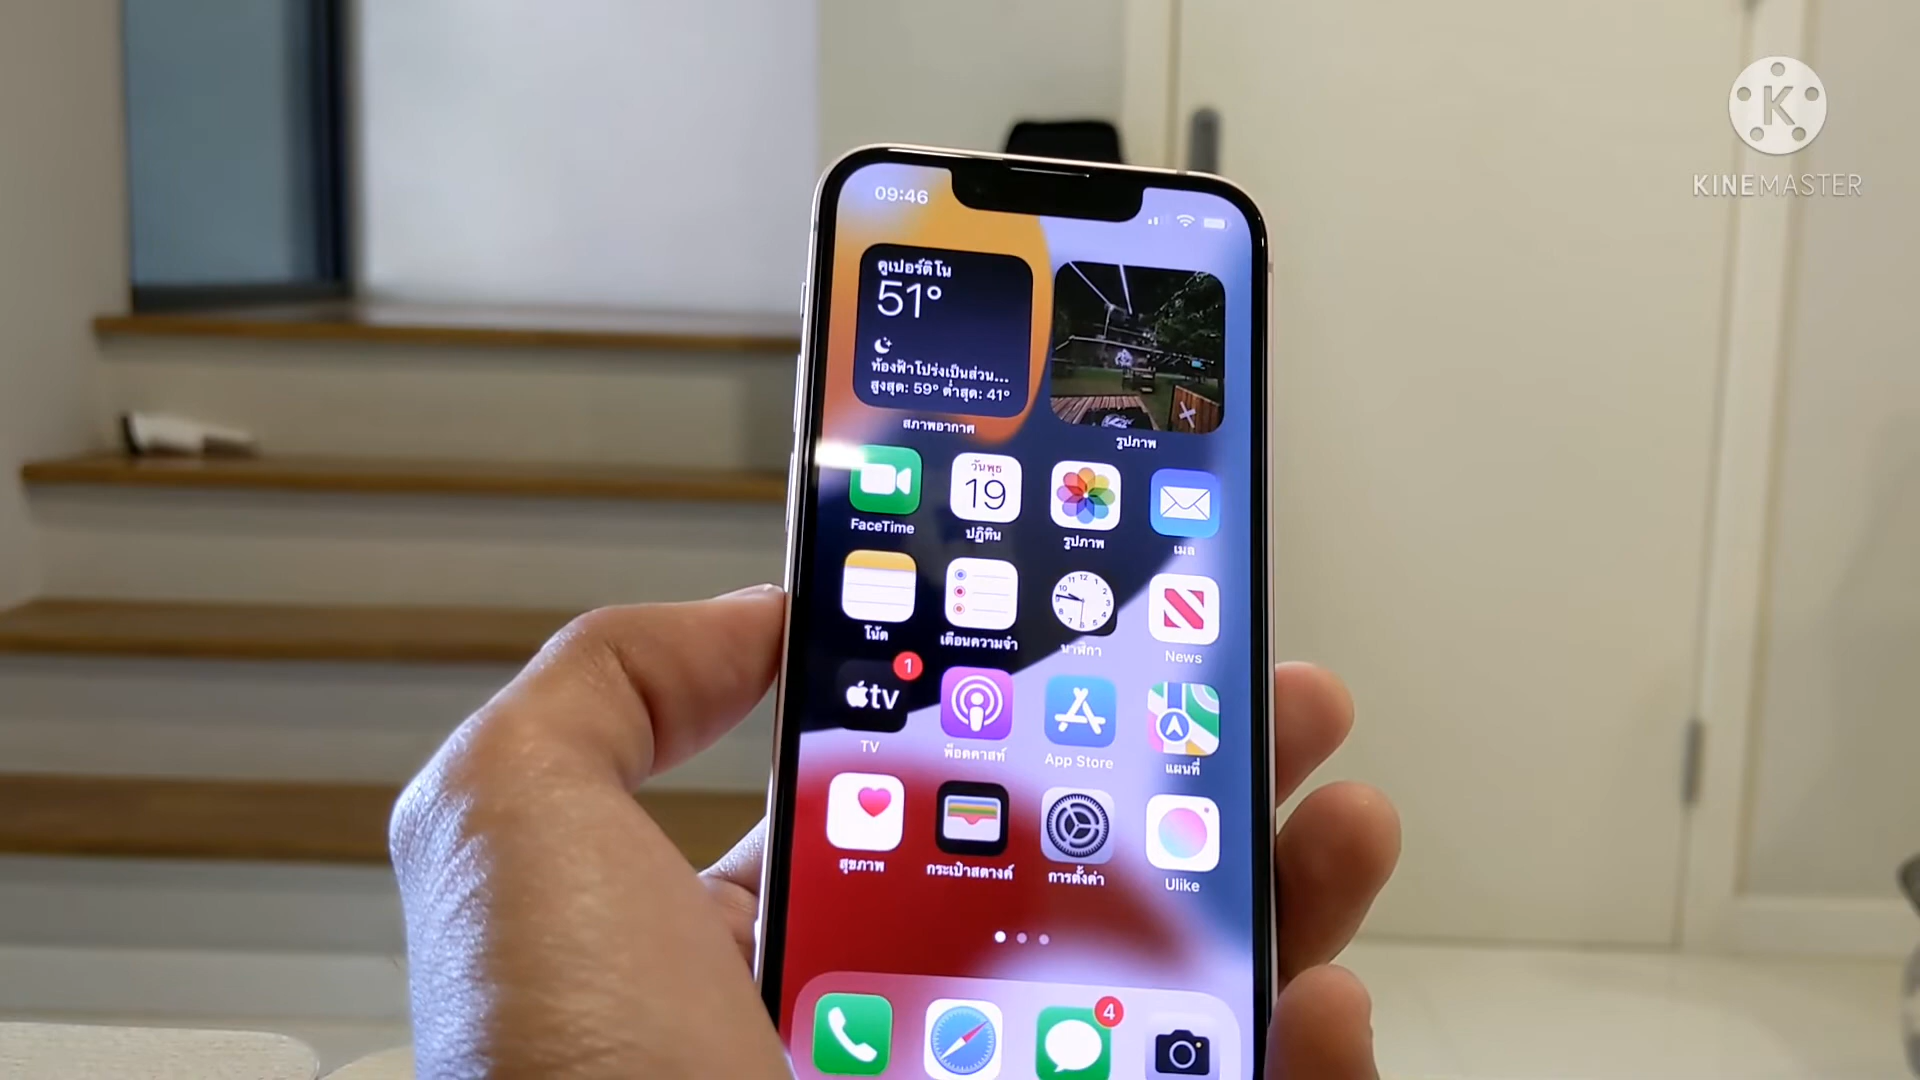 KINEMASTER
09:46
คูเปอร์ติโน
51°
ท้องฟ้าโปร่งเป็นส่วน...
สูงสุด: 59° ต่ำสุด: 41°
สภาพอากาศ
รูปภาพ
วันพุธ
19
FaceTime
ปฏิทิน
รูปภาพ
เมล
โน้ต
เตือนความจำ
นาฬิกา
News
1
tv
TV
พ็อดคาสท์
App Store
แผนที่
สุขภาพ
กระเป๋าสตางค์
การตั้งค่า
Ulike
4